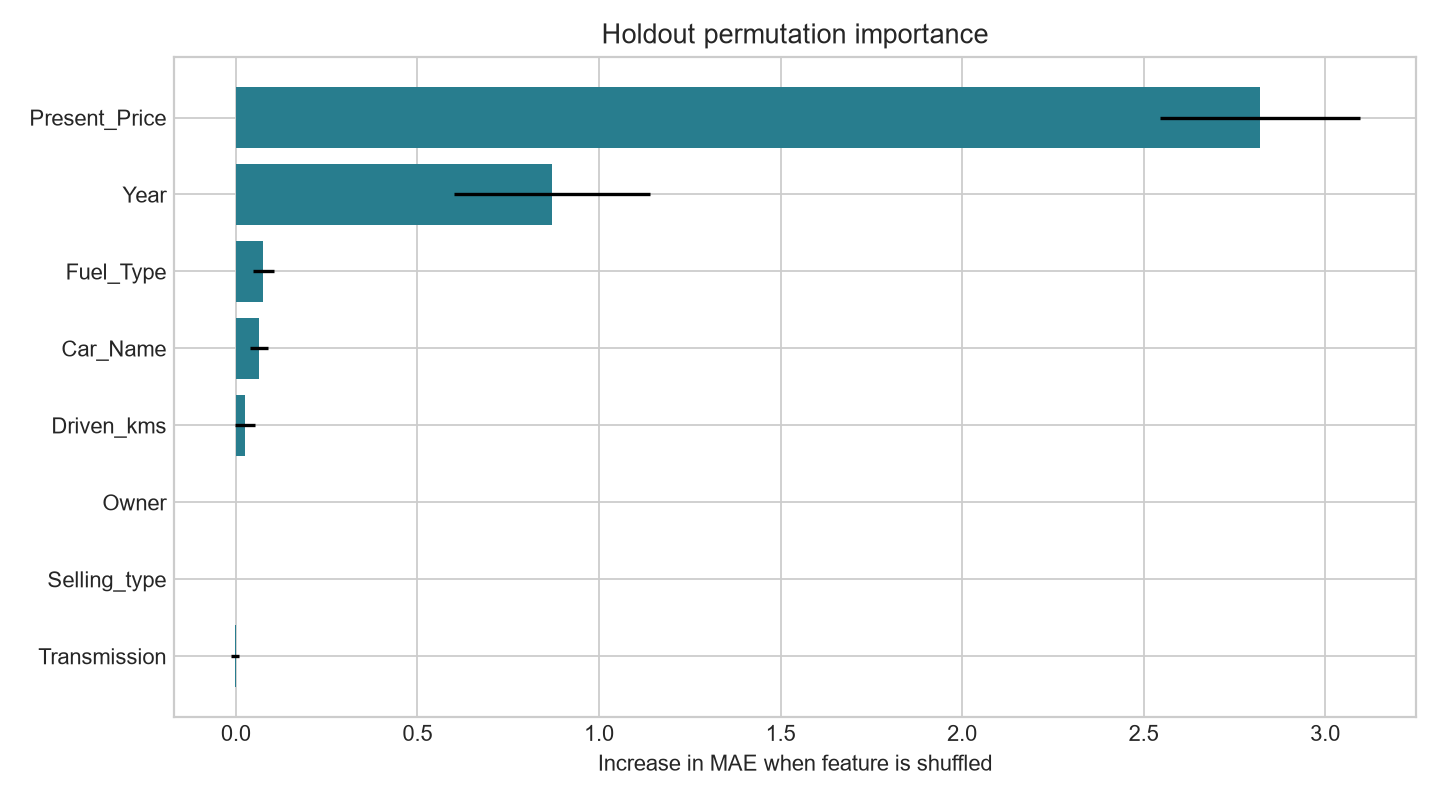 Holdout permutation importance
Present_Price
Year
Fuel_Type
Car_Name
Driven_kms
Owner
Selling_type
Transmission
0.0 0.5 1.0 1.5 2.0 2.5 3.0
Increase in MAE when feature is shuffled